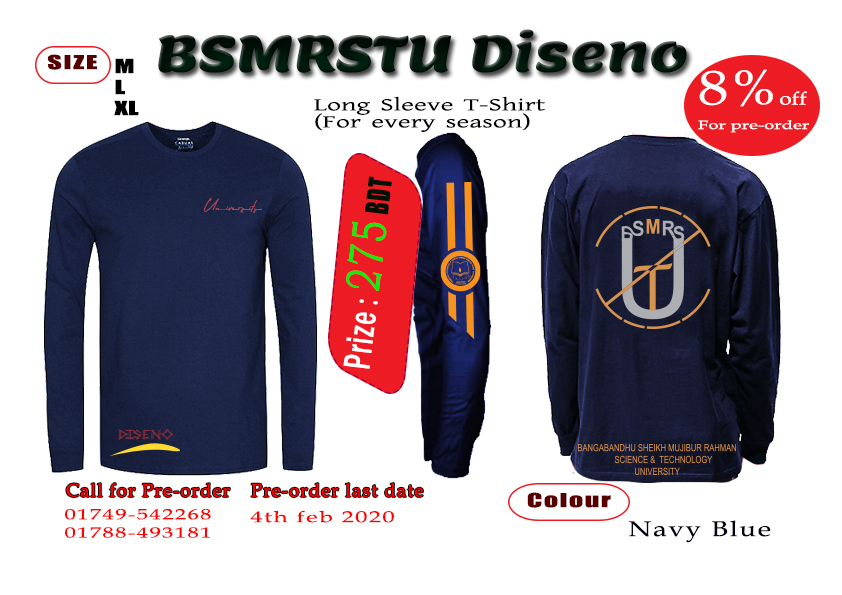 BSMRSTU Diseno
SIZE
M
L
XL
Long Sleeve T-Shirt
(For every season)
8% off
For pre-order
CASUAL
University
Prize : 275 BDT
BSMRS
U
T
DISENO
BANGABANDHU SHEIKH MUJIBUR RAHMAN
SCIENCE & TECHNOLOGY
UNIVERSITY
Call for Pre-order
01749-542268
01788-493181
Pre-order last date
4th feb 2020
Colour
Navy Blue